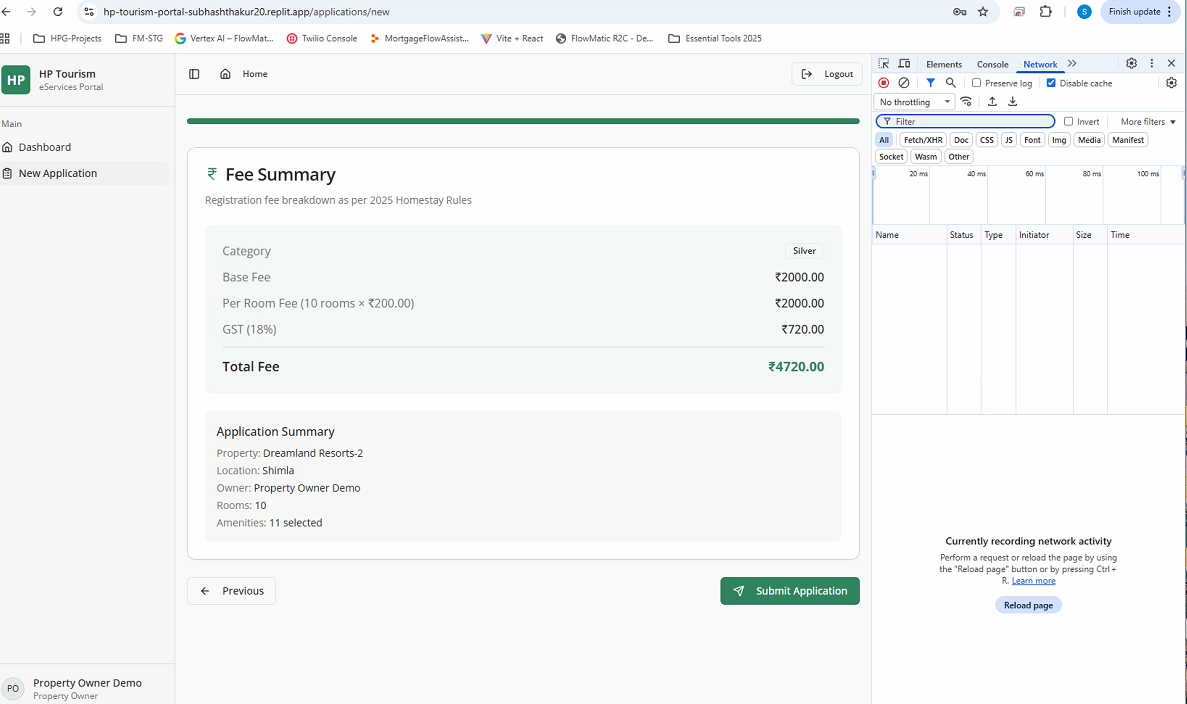 hp-tourism-portal-subhashthakur20.replit.app/applications/new
S
Finish update
HPG-Projects
FM-STG
Vertex AI – FlowMat...
Twilio Console
MortgageFlowAssist...
Vite + React
FlowMatic R2C - De...
Essential Tools 2025
HP
HP Tourism
eServices Portal
Main
Dashboard
New Application
Home
Logout
₹ Fee Summary
Registration fee breakdown as per 2025 Homestay Rules
Category Silver
Base Fee ₹2000.00
Per Room Fee (10 rooms × ₹200.00) ₹2000.00
GST (18%) ₹720.00
Total Fee ₹4720.00
Application Summary
Property: Dreamland Resorts-2
Location: Shimla
Owner: Property Owner Demo
Rooms: 10
Amenities: 11 selected
Previous
Submit Application
PO
Property Owner Demo
Property Owner
Elements Console Network
Preserve log Disable cache
No throttling
Filter Invert More filters
All Fetch/XHR Doc CSS JS Font Img Media Manifest
Socket Wasm Other
20 ms 40 ms 60 ms 80 ms 100 ms
Name Status Type Initiator Size Time
Currently recording network activity
Perform a request or reload the page by using
the "Reload page" button or by pressing Ctrl +
R. Learn more
Reload page